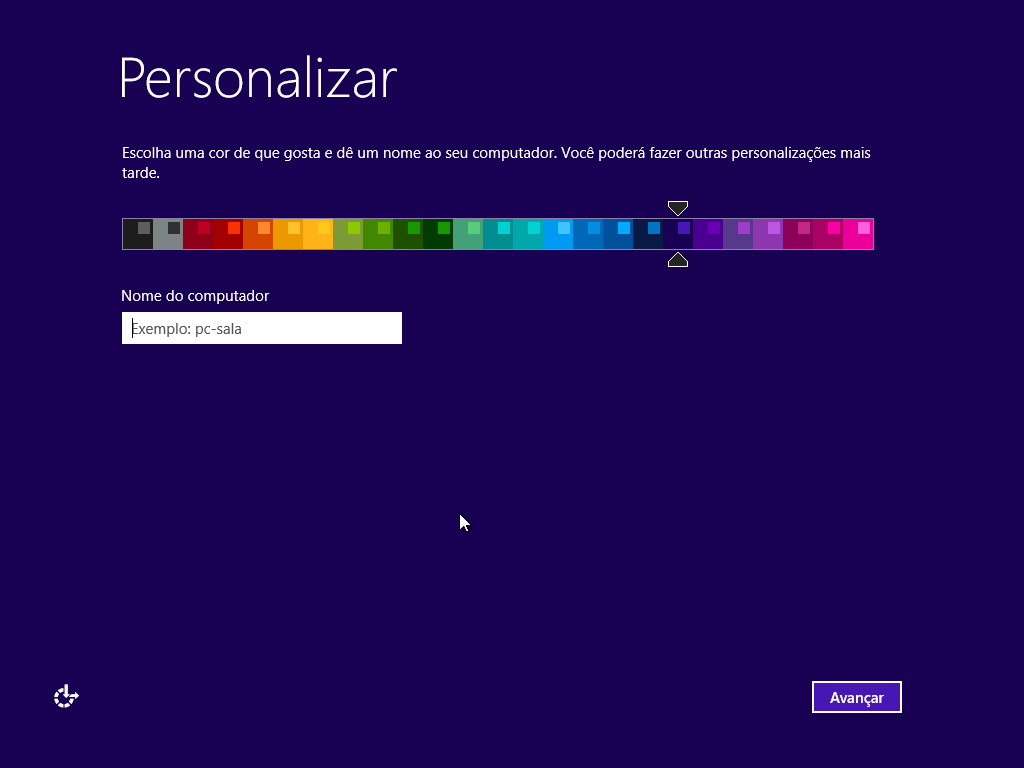 Personalizar
Escolha uma cor de que gosta e dê um nome ao seu computador. Você poderá fazer outras personalizações mais
tarde.
Nome do computador
Exemplo: pc-sala
Avançar